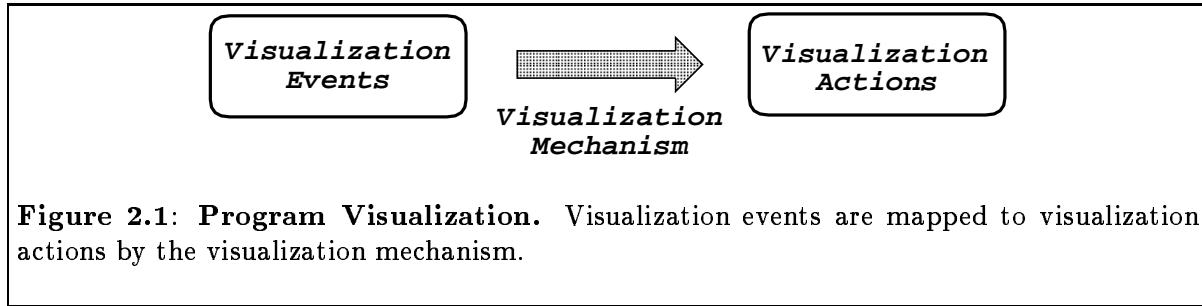 Visualization
Events
Visualization
Mechanism
Visualization
Actions
Figure 2.1: Program Visualization. Visualization events are mapped to visualization
actions by the visualization mechanism.